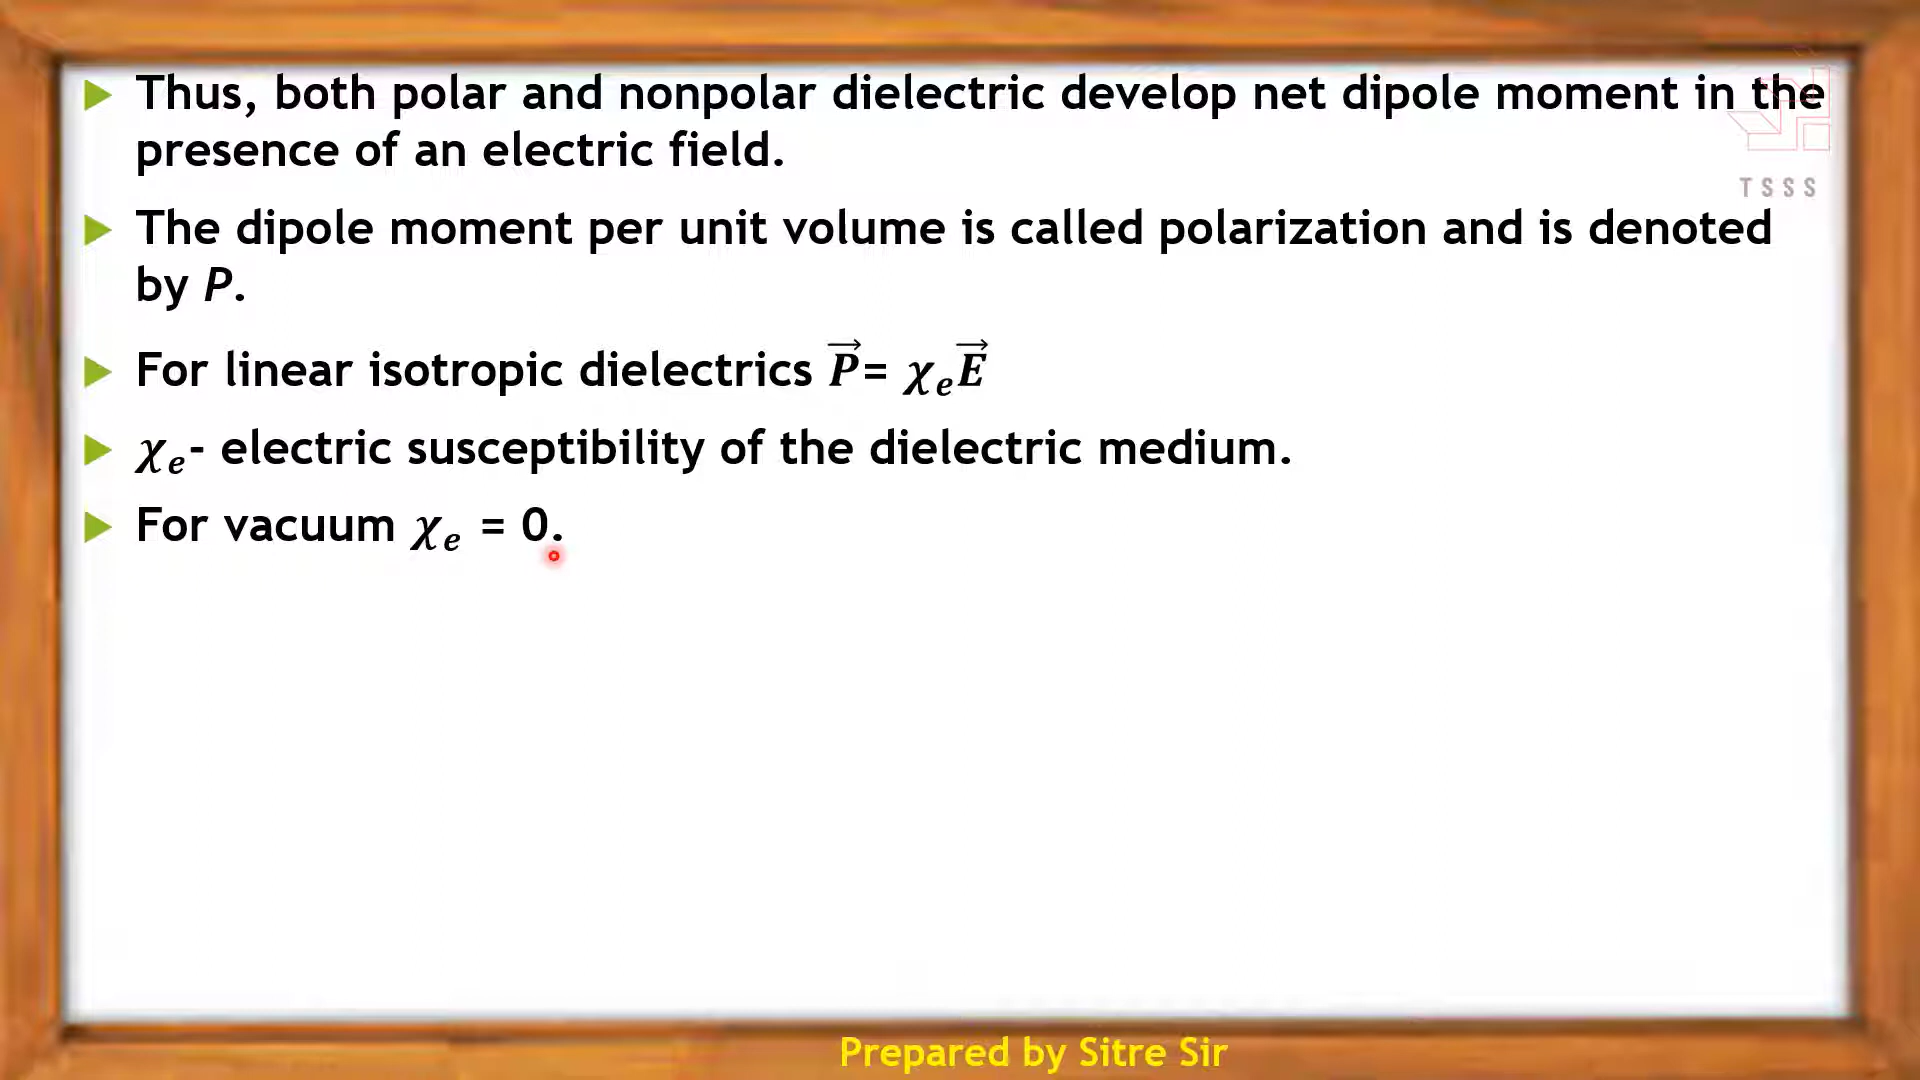 Thus, both polar and nonpolar dielectric develop net dipole moment in the
presence of an electric field.
TSSS
The dipole moment per unit volume is called polarization and is denoted
by P.
For linear isotropic dielectrics P⃗= χₑE⃗
χₑ- electric susceptibility of the dielectric medium.
For vacuum χₑ = 0.
Prepared by Sitre Sir